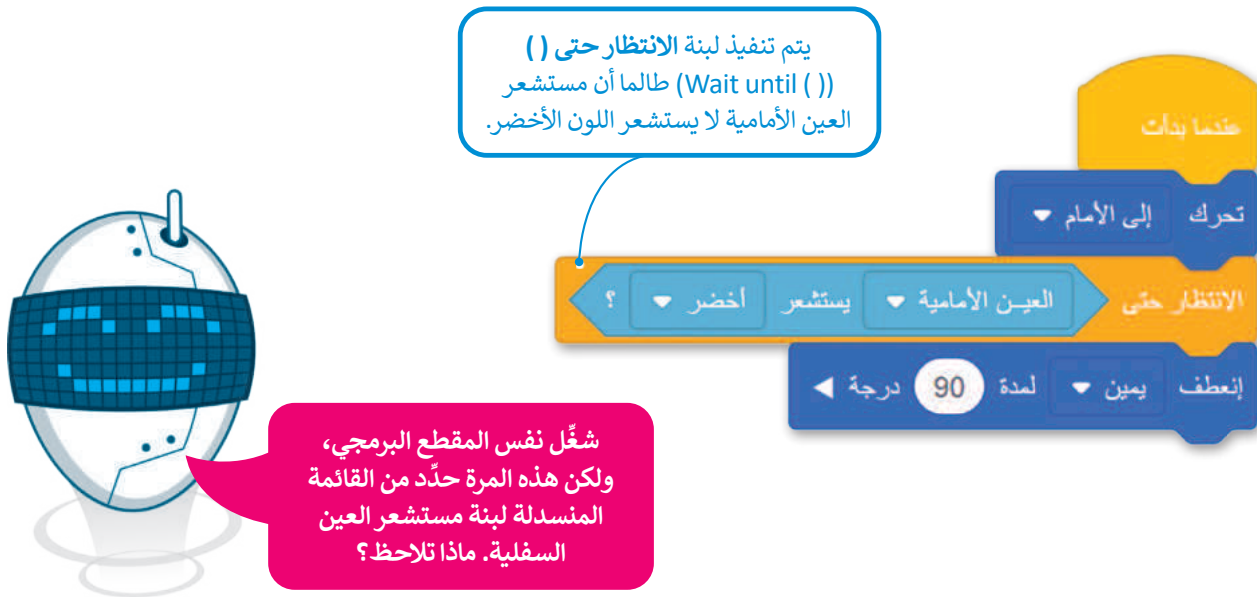 يتم تنفيذ لبنة الانتظار حتى ( )
(Wait until ( )) طالما أن مستشعر
العين الأمامية لا يستشعر اللون الأخضر.
عندما بدأت
تحرك إلى الأمام
الانتظار حتى العين الأمامية يستشعر أخضر ؟
إنعطف يمين لمدة 90 درجة
شغِّل نفس المقطع البرمجي،
ولكن هذه المرة حدِّد من القائمة
المنسدلة لبنة مستشعر العين
السفلية. ماذا تلاحظ؟